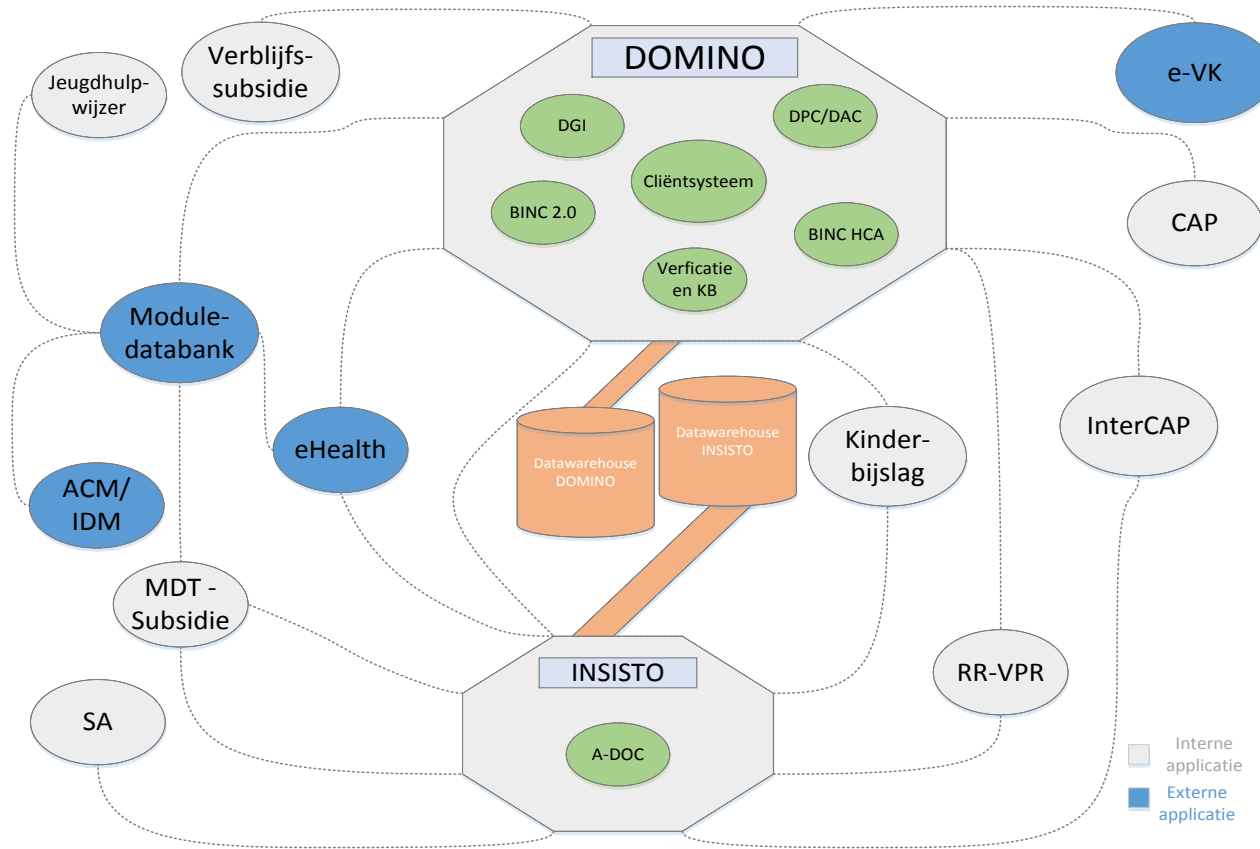 DOMINO
Verblijfs-
subsidie
e-VK
Jeugdhulp-
wijzer
DGI
DPC/DAC
Cliëntsysteem
BINC 2.0
BINC HCA
CAP
Verficatie
en KB
Module-
databank
eHealth
Datawarehouse
DOMINO
Datawarehouse
INSISTO
Kinder-
bijslag
InterCAP
ACM/
IDM
MDT -
Subsidie
INSISTO
RR-VPR
SA
A-DOC
Interne
applicatie
Externe
applicatie